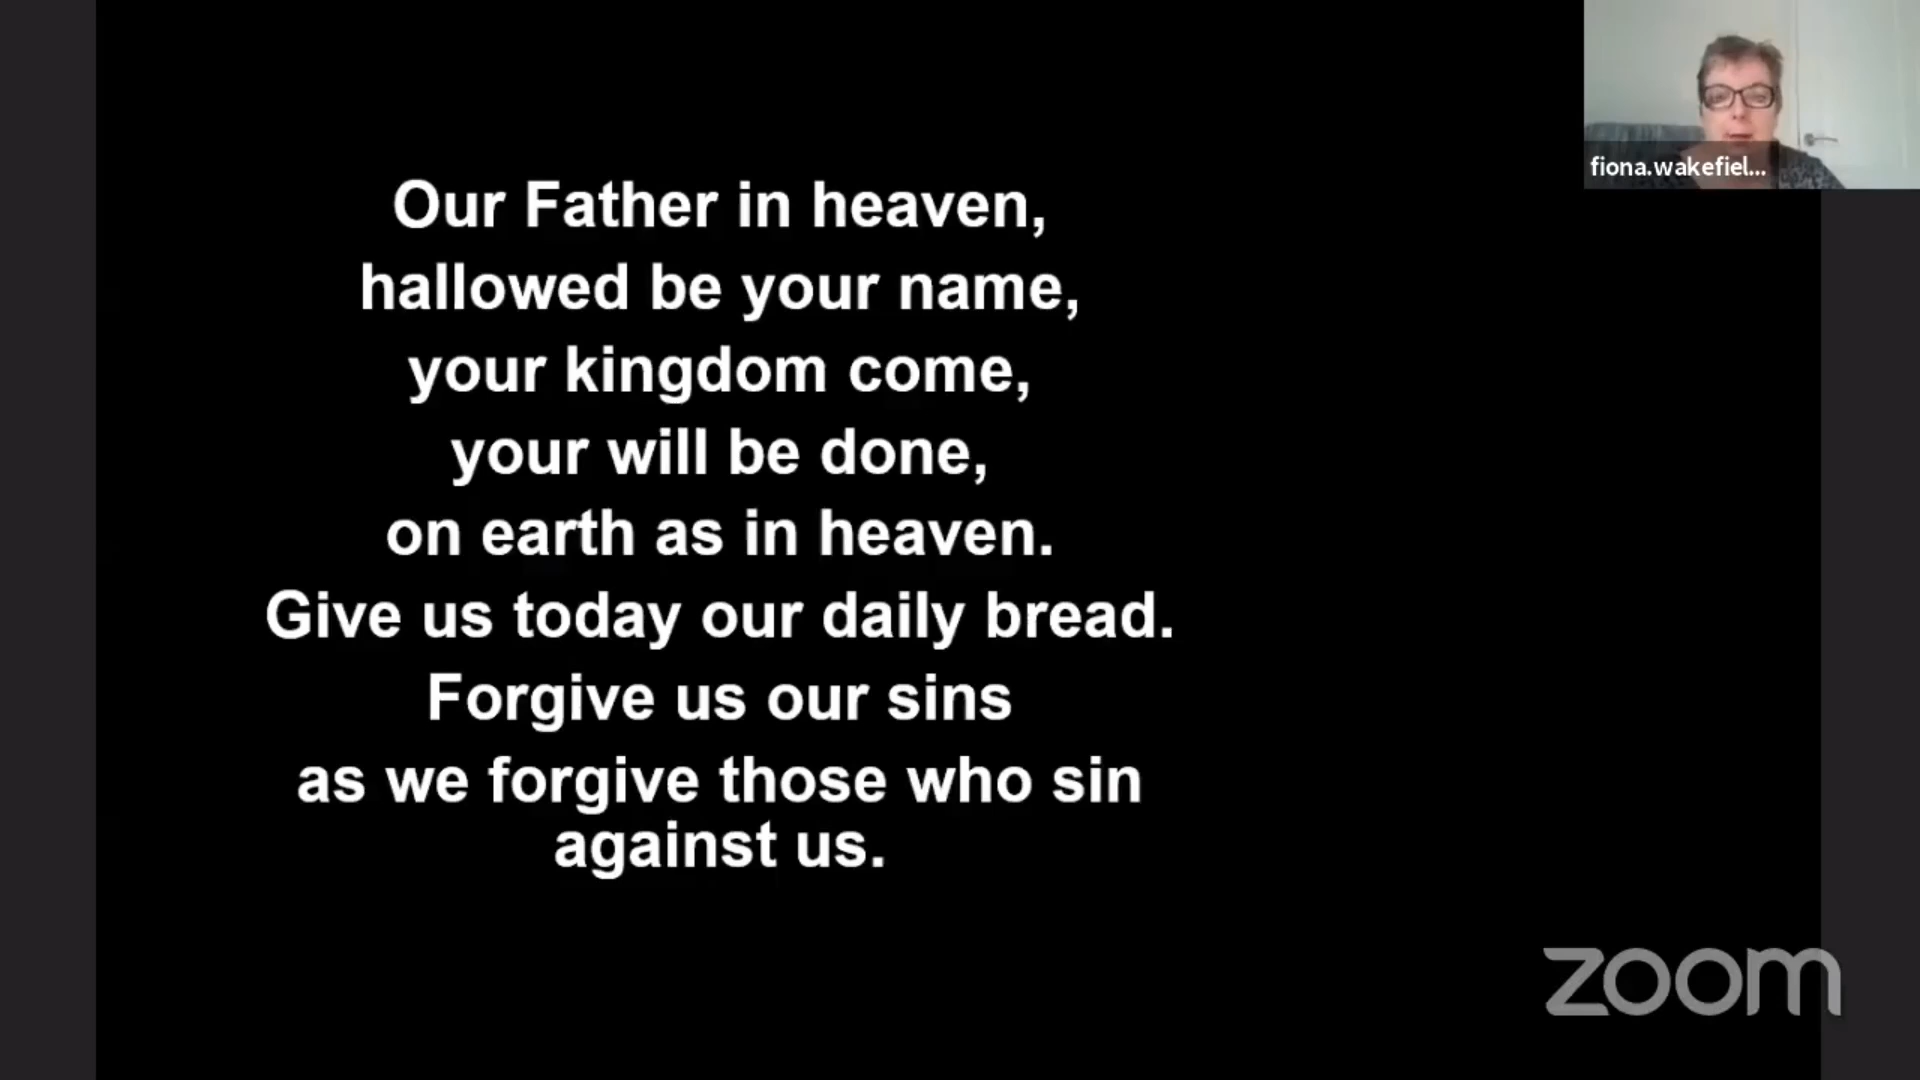 fiona.wakefiel...
Our Father in heaven,
hallowed be your name,
your kingdom come,
your will be done,
on earth as in heaven.
Give us today our daily bread.
Forgive us our sins
as we forgive those who sin
against us.
zoom